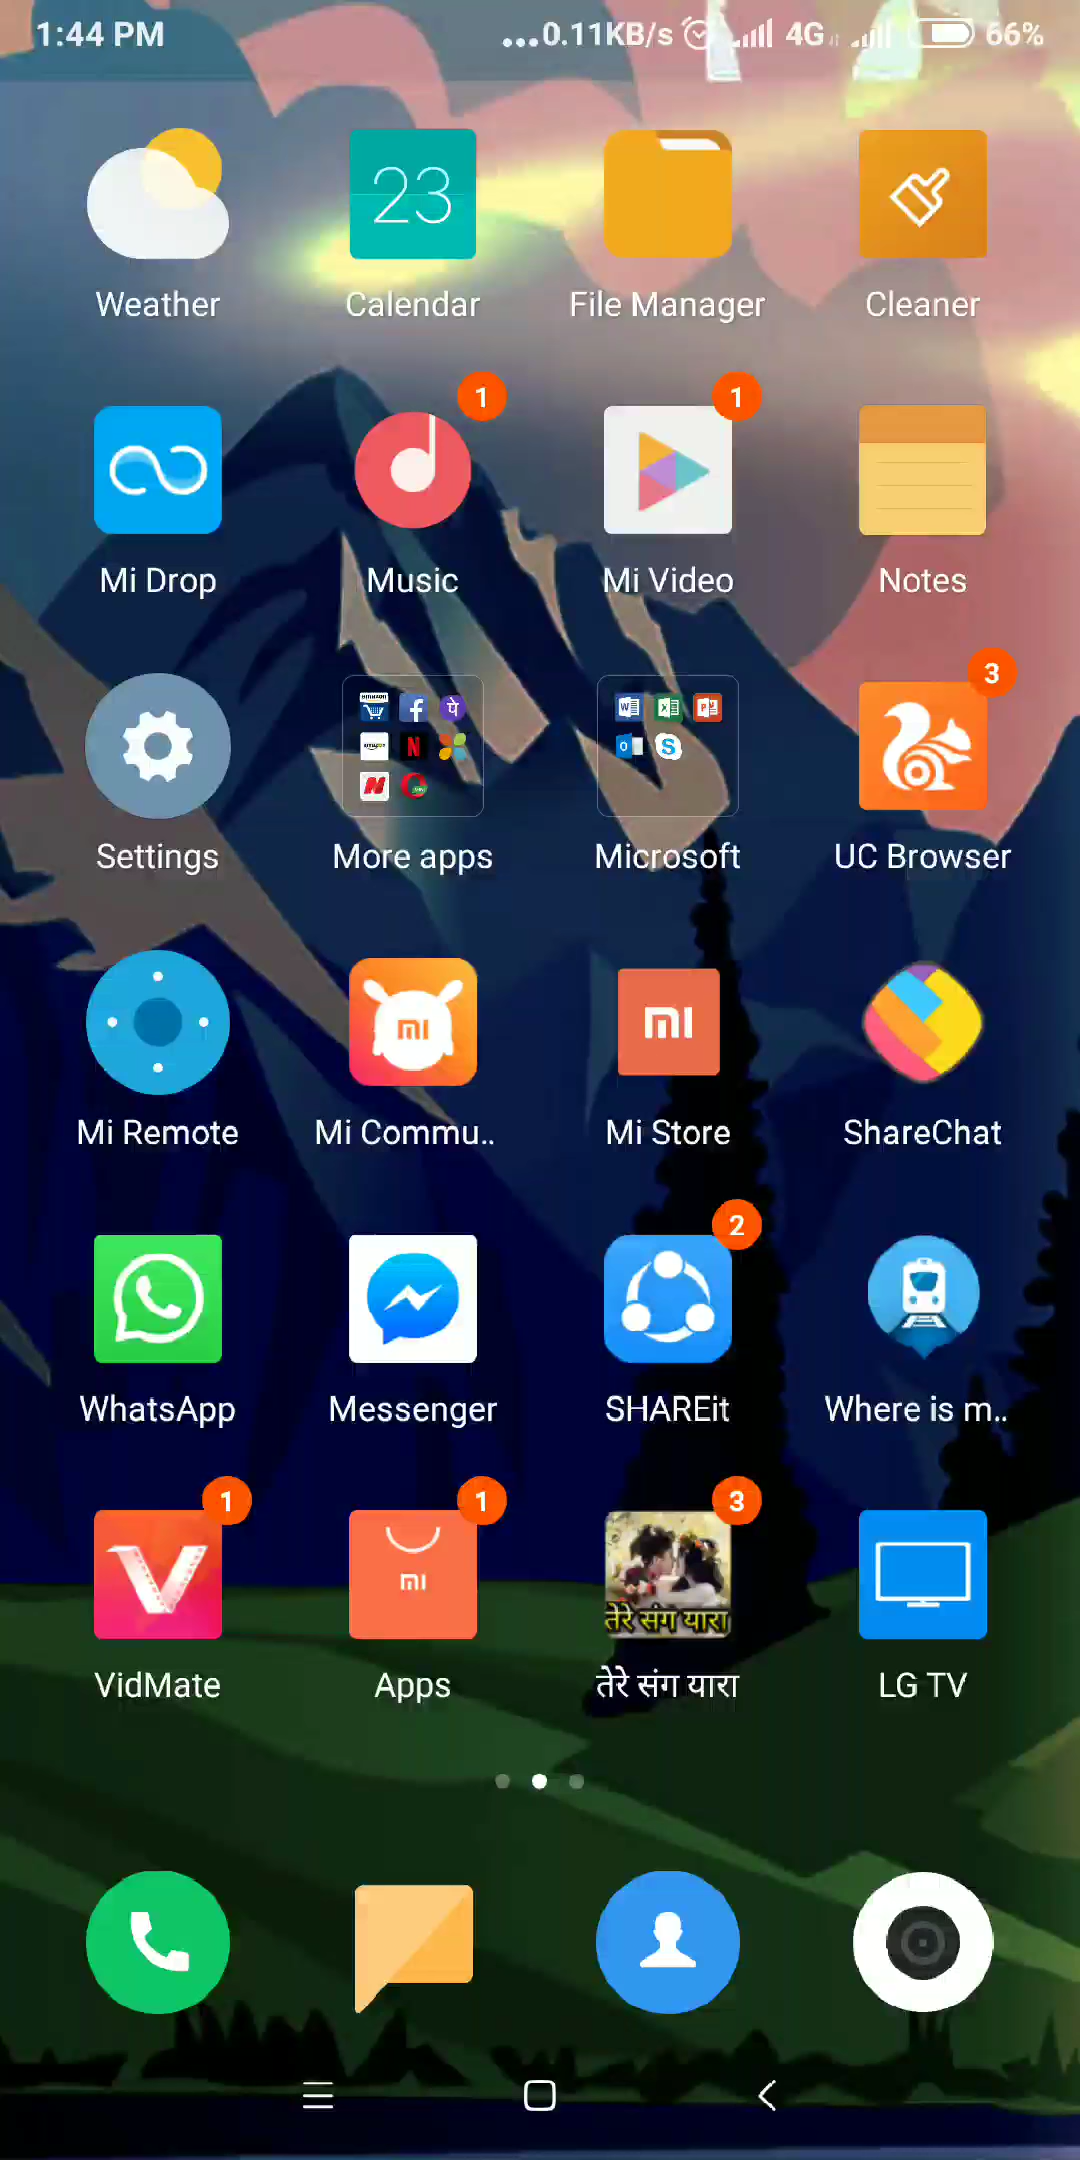 1:44 PM ...0.11KB/s 4G 66%
23
Weather Calendar File Manager Cleaner
1 1
Mi Drop Music Mi Video Notes
3
Settings More apps Microsoft UC Browser
Mi Remote Mi Commu.. Mi Store ShareChat
2
WhatsApp Messenger SHAREit Where is m..
1 1 3
तेरे संग यारा
VidMate Apps तेरे संग यारा LG TV